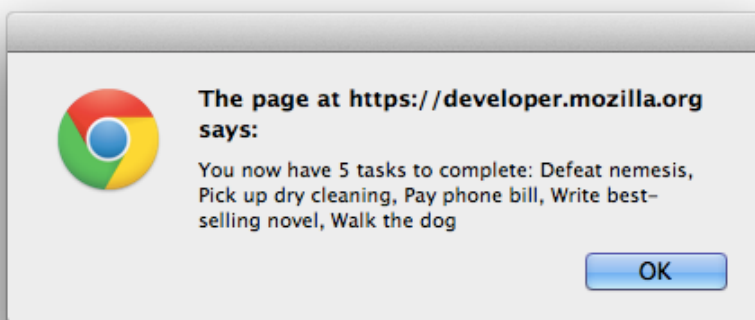 The page at https://developer.mozilla.org
says:
You now have 5 tasks to complete: Defeat nemesis,
Pick up dry cleaning, Pay phone bill, Write best-
selling novel, Walk the dog
OK